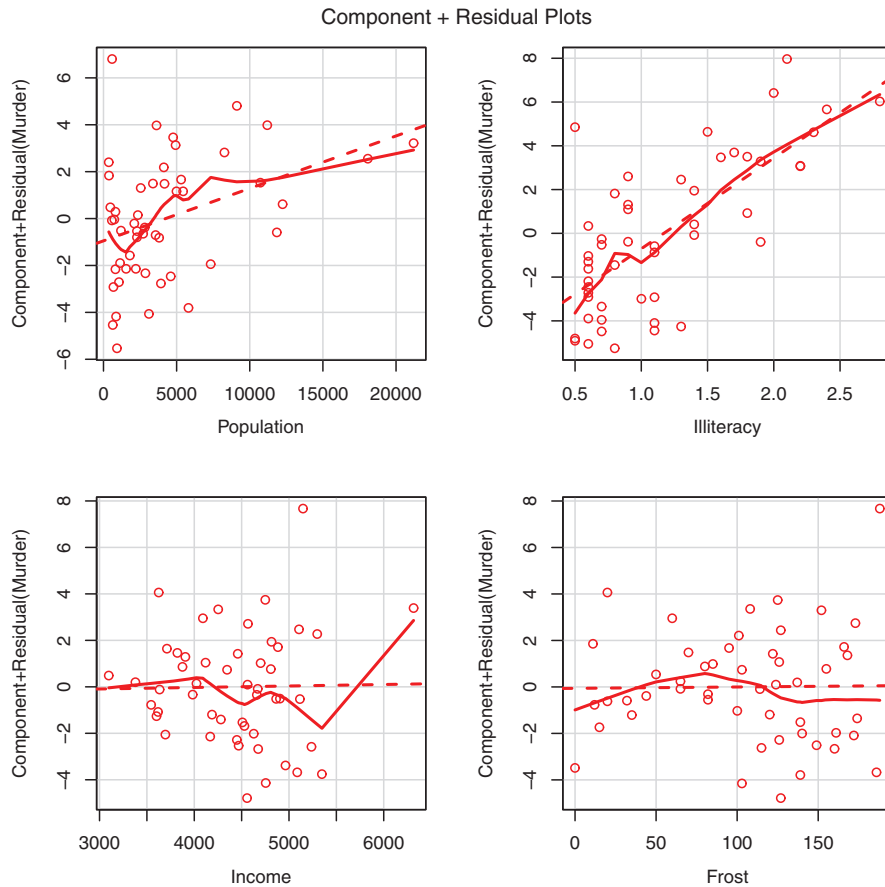 Component + Residual Plots
Component+Residual(Murder)
6
4
2
0
−2
−4
−6
0 5000 10000 15000 20000
Population
Component+Residual(Murder)
8
6
4
2
0
−2
−4
0.5 1.0 1.5 2.0 2.5
Illiteracy
Component+Residual(Murder)
8
6
4
2
0
−2
−4
3000 4000 5000 6000
Income
Component+Residual(Murder)
8
6
4
2
0
−2
−4
0 50 100 150
Frost